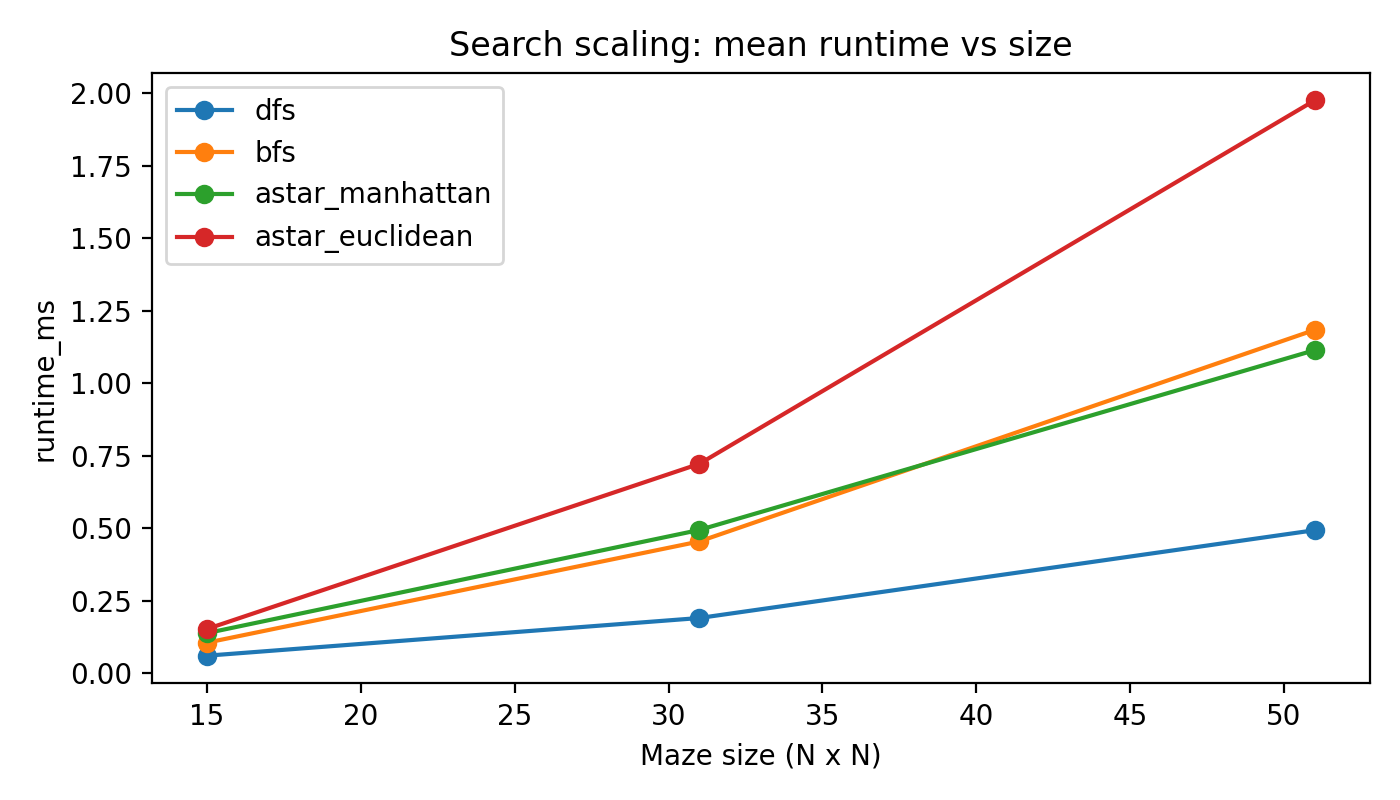 Search scaling: mean runtime vs size
dfs
bfs
astar_manhattan
astar_euclidean
runtime_ms
2.00
1.75
1.50
1.25
1.00
0.75
0.50
0.25
0.00
15 20 25 30 35 40 45 50
Maze size (N x N)